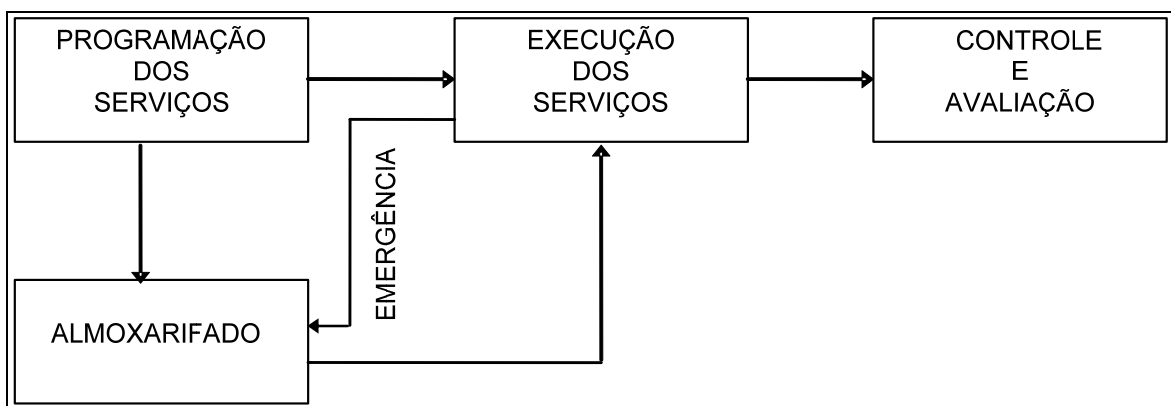 PROGRAMAÇÃO
DOS
SERVIÇOS
EXECUÇÃO
DOS
SERVIÇOS
CONTROLE
E
AVALIAÇÃO
EMERGÊNCIA
ALMOXARIFADO